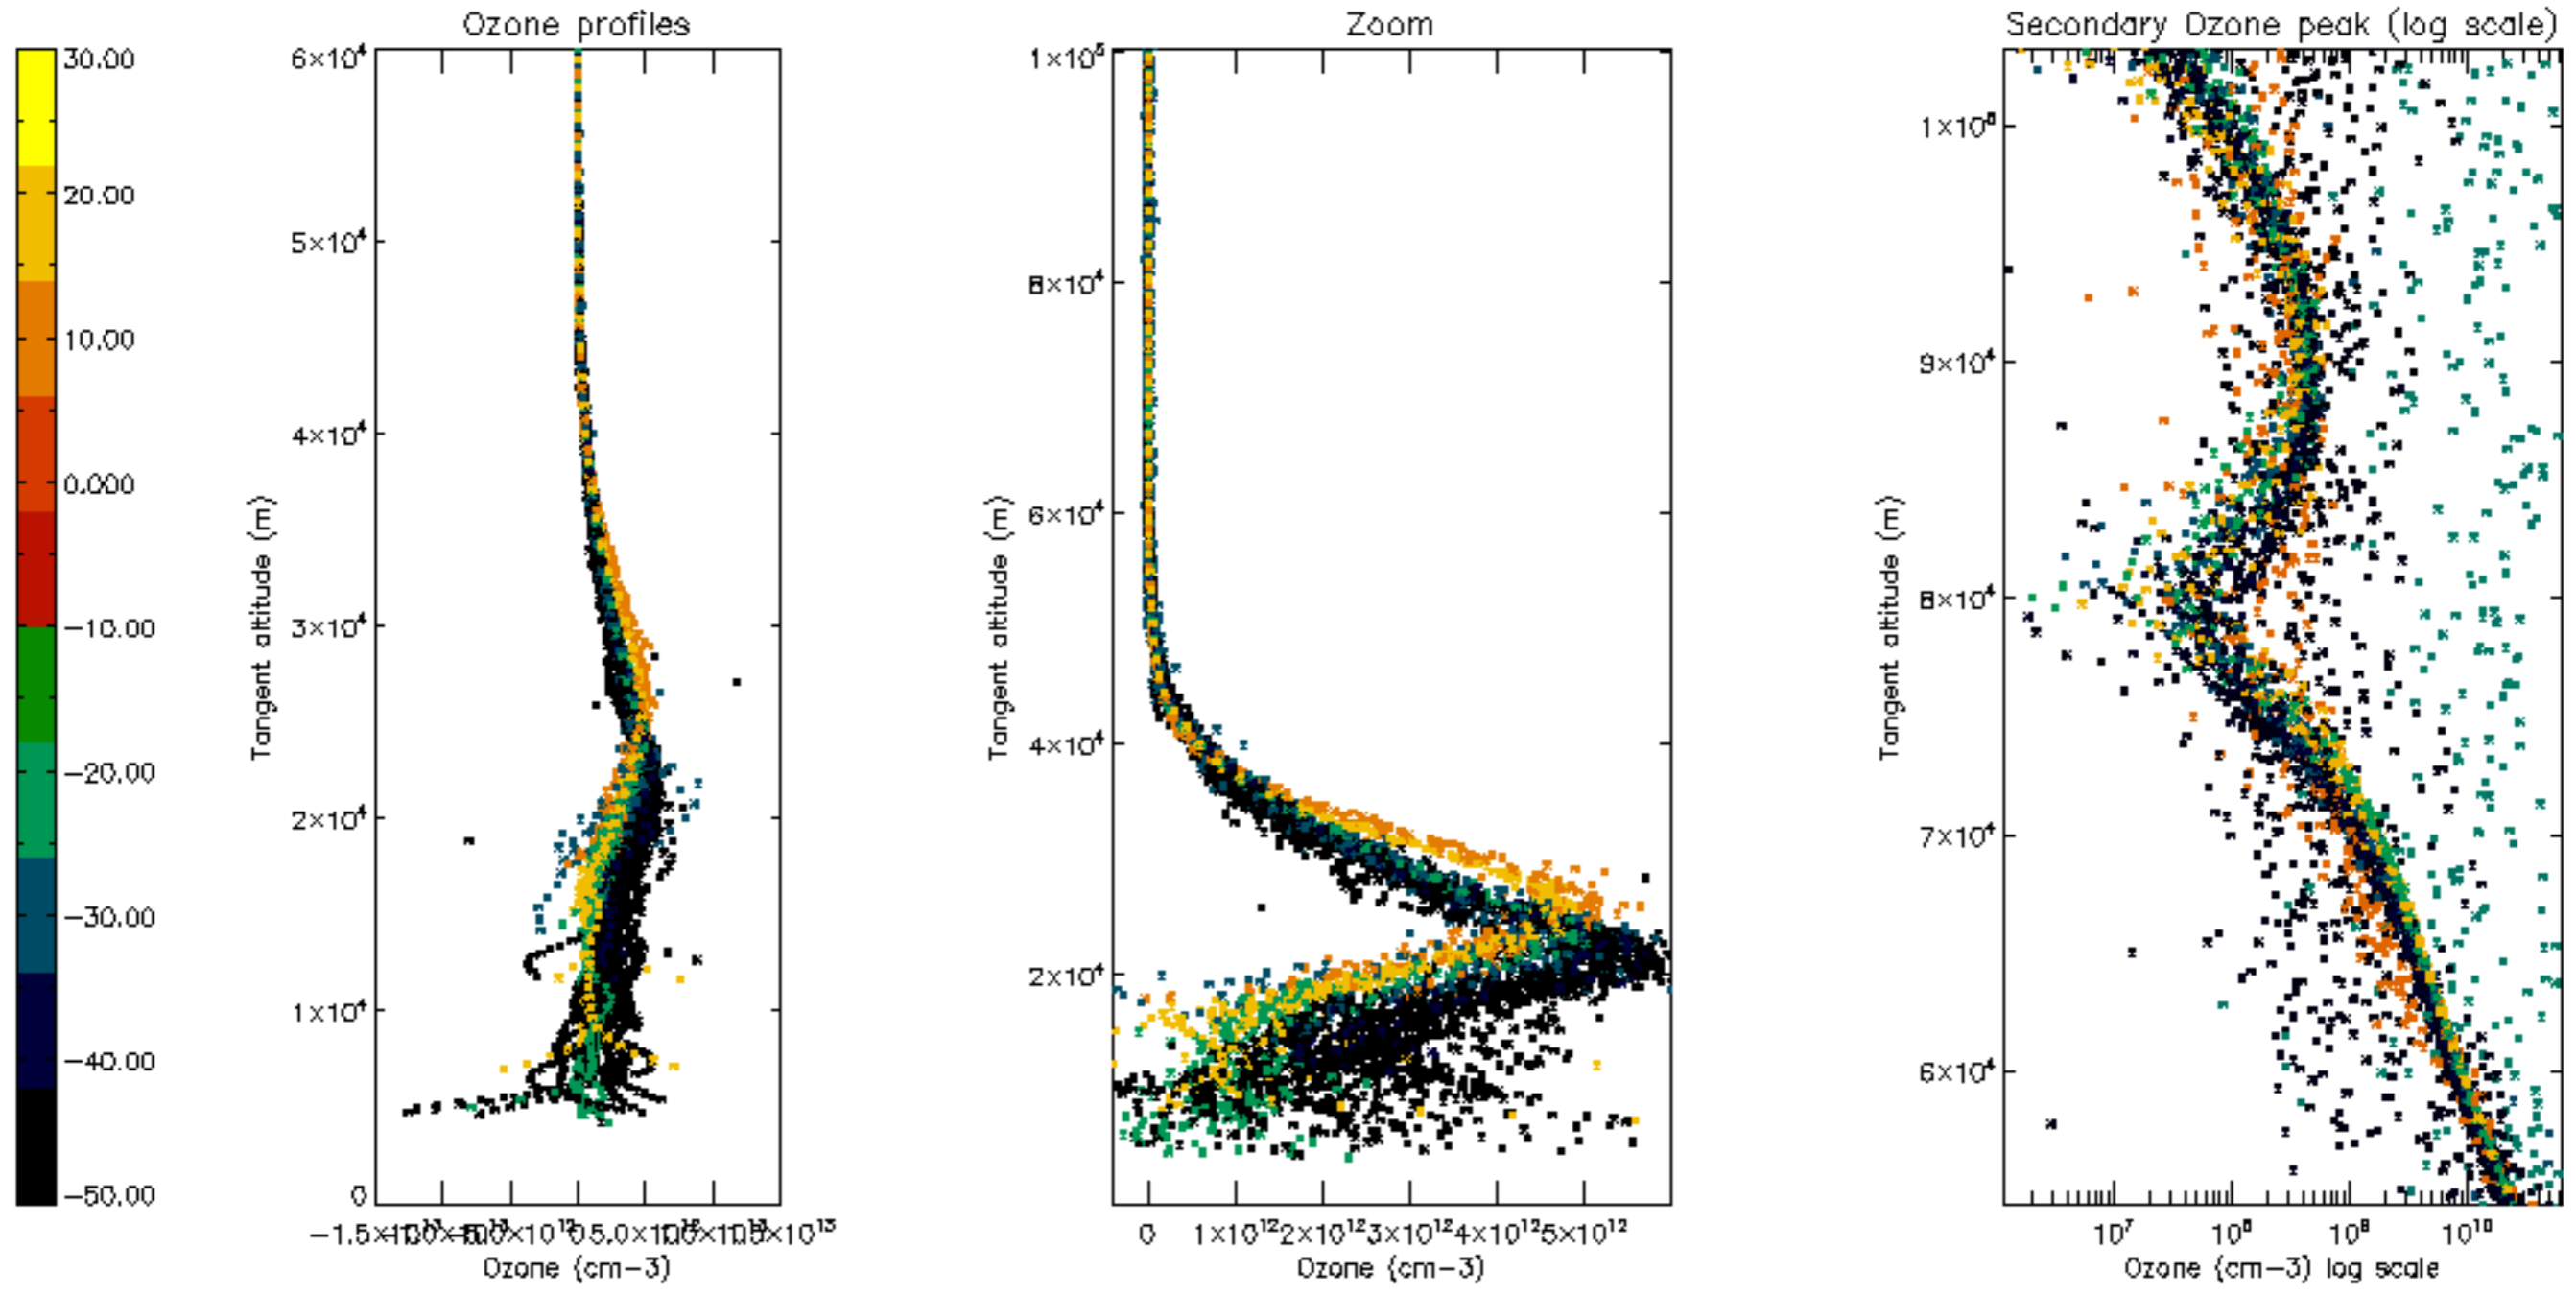 Ozone profiles
Zoom
Secondary Ozone peak (log scale)
30.00
20.00
10.00
0.000
−10.00
−20.00
−30.00
−40.00
−50.00
Tangent altitude (m)
6×10⁴
5×10⁴
4×10⁴
3×10⁴
2×10⁴
1×10⁴
0
Ozone (cm−3)
Tangent altitude (m)
1×10⁵
8×10⁴
6×10⁴
4×10⁴
2×10⁴
0 1×10¹² 2×10¹² 3×10¹² 4×10¹² 5×10¹²
Ozone (cm−3)
Tangent altitude (m)
1×10⁵
9×10⁴
8×10⁴
7×10⁴
6×10⁴
10⁷ 10⁸ 10⁹ 10¹⁰
Ozone (cm−3) log scale